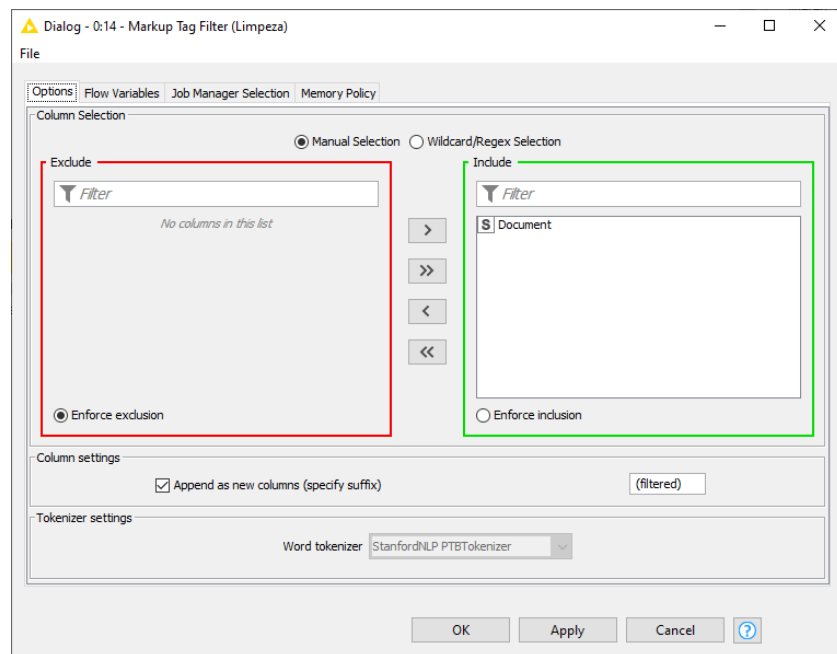 Dialog - 0:14 - Markup Tag Filter (Limpeza)
File
Options Flow Variables Job Manager Selection Memory Policy
Column Selection
Manual Selection Wildcard/Regex Selection
Exclude Include
Filter Filter
No columns in this list S Document
> 
>>
<
<<
Enforce exclusion Enforce inclusion
Column settings
Append as new columns (specify suffix) (filtered)
Tokenizer settings
Word tokenizer StanfordNLP PTBTokenizer
OK Apply Cancel ?